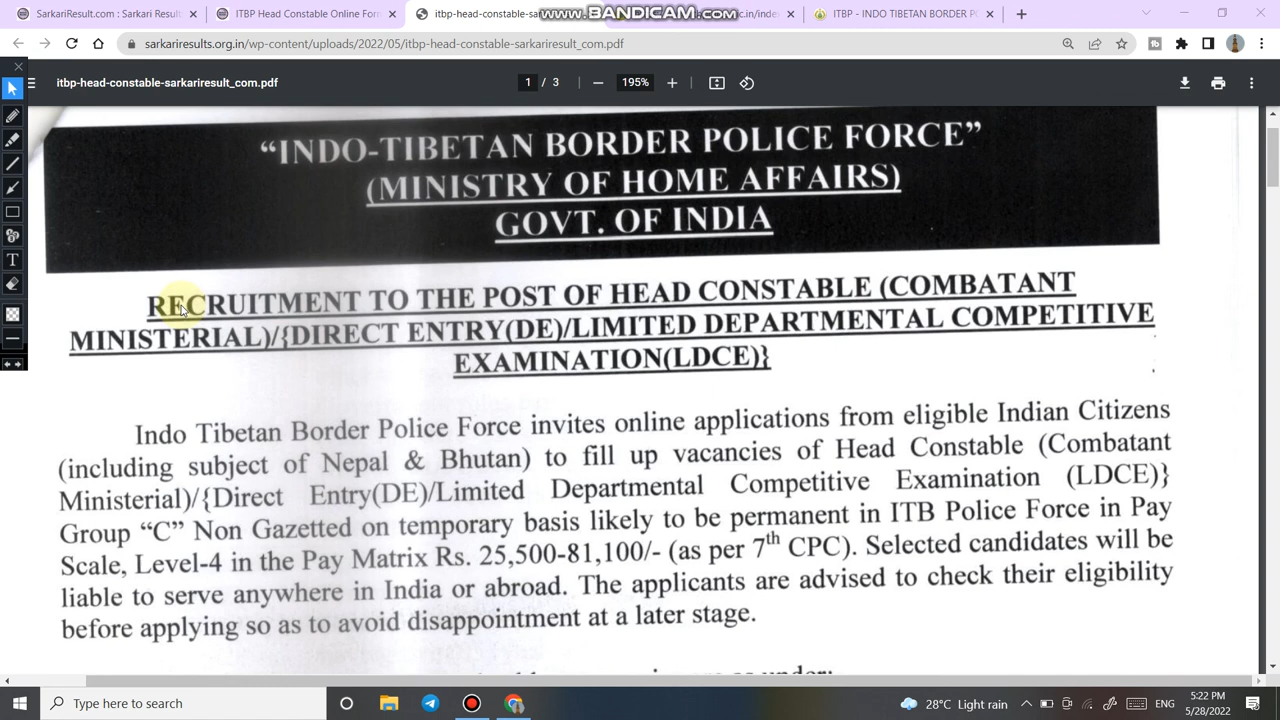 SarkariResult.com : Sarkari Resul
ITBP Head Constable Online Form
itbp-head-constable-sa
WWW.BANDICAM.COM
c.in/index
ITBP - INDO TIBETAN BORDER PO
sarkariresults.org.in/wp-content/uploads/2022/05/itbp-head-constable-sarkariresult_com.pdf
itbp-head-constable-sarkariresult_com.pdf
1 / 3
195%
“INDO-TIBETAN BORDER POLICE FORCE”
(MINISTRY OF HOME AFFAIRS)
GOVT. OF INDIA
RECRUITMENT TO THE POST OF HEAD CONSTABLE (COMBATANT
MINISTERIAL)/{DIRECT ENTRY(DE)/LIMITED DEPARTMENTAL COMPETITIVE
EXAMINATION(LDCE)}
Indo Tibetan Border Police Force invites online applications from eligible Indian Citizens
(including subject of Nepal & Bhutan) to fill up vacancies of Head Constable (Combatant
Ministerial)/{Direct Entry(DE)/Limited Departmental Competitive Examination (LDCE)}
Group “C” Non Gazetted on temporary basis likely to be permanent in ITB Police Force in Pay
Scale, Level-4 in the Pay Matrix Rs. 25,500-81,100/- (as per 7th CPC). Selected candidates will be
liable to serve anywhere in India or abroad. The applicants are advised to check their eligibility
before applying so as to avoid disappointment at a later stage.
Type here to search
28°C Light rain
ENG
5:22 PM
5/28/2022